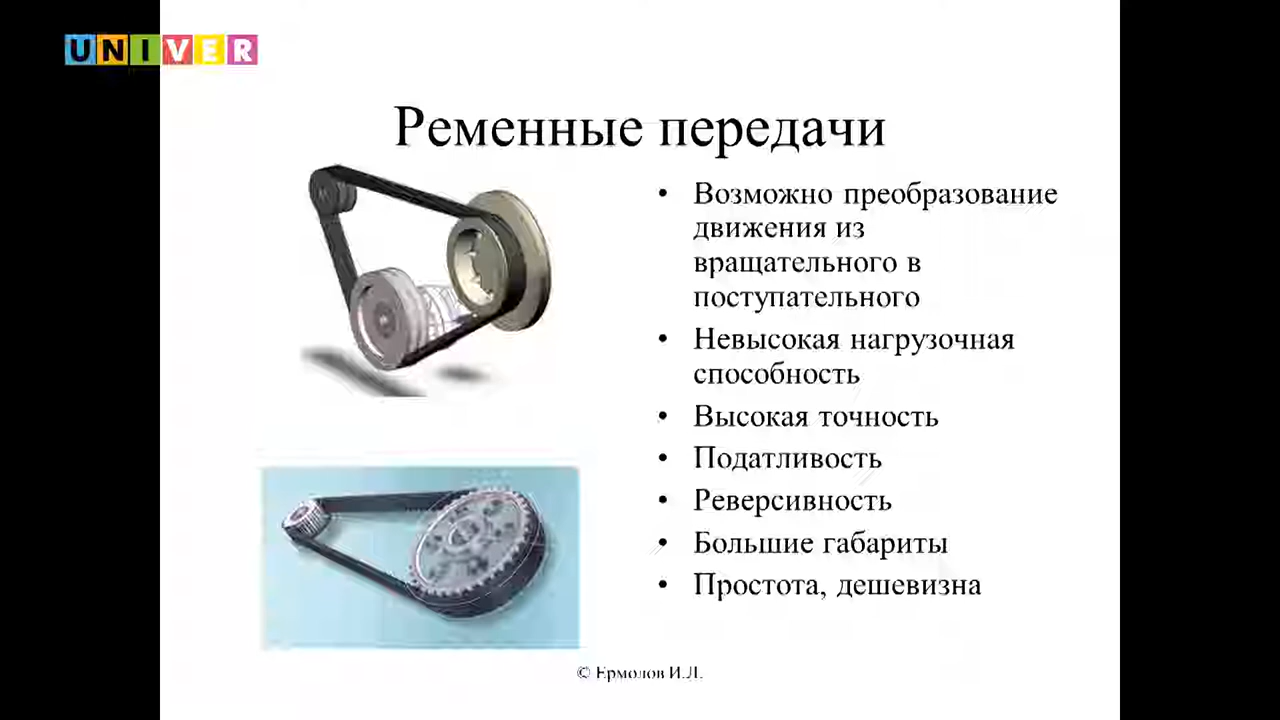 UNIVER
Ременные передачи
• Возможно преобразование
движения из
вращательного в
поступательного
• Невысокая нагрузочная
способность
• Высокая точность
• Податливость
• Реверсивность
• Большие габариты
• Простота, дешевизна
© Ермолов И.Л.